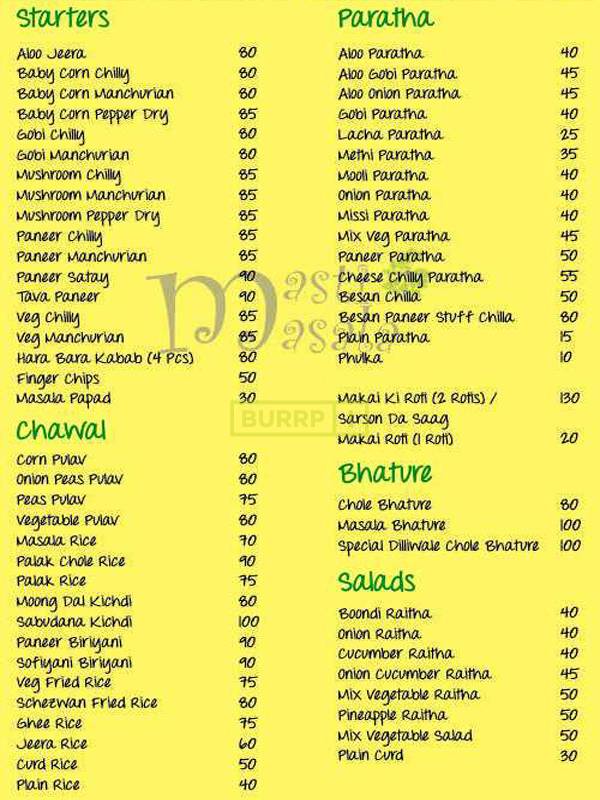 Starters
Aloo Jeera 80
Baby Corn Chilly 80
Baby Corn Manchurian 80
Baby Corn Pepper Dry 85
Gobi Chilly 80
Gobi Manchurian 80
Mushroom Chilly 85
Mushroom Manchurian 85
Mushroom Pepper Dry 85
Paneer Chilly 85
Paneer Manchurian 85
Paneer Satay 90
Tava Paneer 90
Veg Chilly 85
Veg Manchurian 85
Hara Bara Kabab (4 Pcs) 80
Finger Chips 50
Masala Papad 30
Chawal
Corn Pulav 80
Onion Peas Pulav 80
Peas Pulav 75
Vegetable Pulav 80
Masala Rice 70
Palak Chole Rice 90
Palak Rice 75
Moong Dal Kichdi 80
Sabudana Kichdi 100
Paneer Biriyani 90
Sofiyani Biriyani 90
Veg Fried Rice 75
Schezwan Fried Rice 80
Ghee Rice 75
Jeera Rice 60
Curd Rice 50
Plain Rice 40
Paratha
Aloo Paratha 40
Aloo Gobi Paratha 45
Aloo Onion Paratha 45
Gobi Paratha 40
Lacha Paratha 25
Methi Paratha 35
Mooli Paratha 40
Onion Paratha 40
Missi Paratha 40
Mix Veg Paratha 45
Paneer Paratha 50
Cheese Chilly Paratha 55
Besan Chilla 50
Besan Paneer Stuff Chilla 80
Plain Paratha 15
Phulka 10
Makai Ki Roti (2 Rotis) / 130
Sarson Da Saag
Makai Roti (1 Roti) 20
Bhature
Chole Bhature 80
Masala Bhature 100
Special Dilliwale Chole Bhature 100
Salads
Boondi Raitha 40
Onion Raitha 40
Cucumber Raitha 40
Onion Cucumber Raitha 45
Mix Vegetable Raitha 50
Pineapple Raitha 50
Mix Vegetable Salad 50
Plain Curd 30
Masti
Masala
BURRP